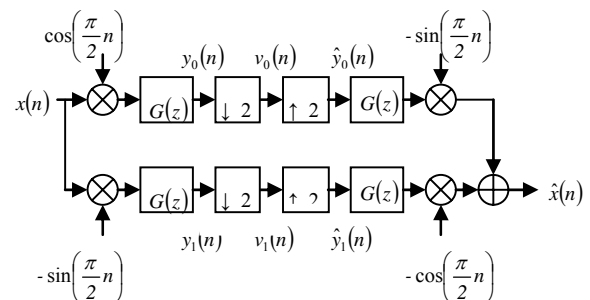 cos(π/2 n) y₀(n) v₀(n) ŷ₀(n) - sin(π/2 n)
x(n) G(z) ↓ 2 ↑ 2 G(z)
G(z) ↓ 2 ↑ 2 G(z) x̂(n)
- sin(π/2 n) y₁(n) v₁(n) ŷ₁(n) - cos(π/2 n)